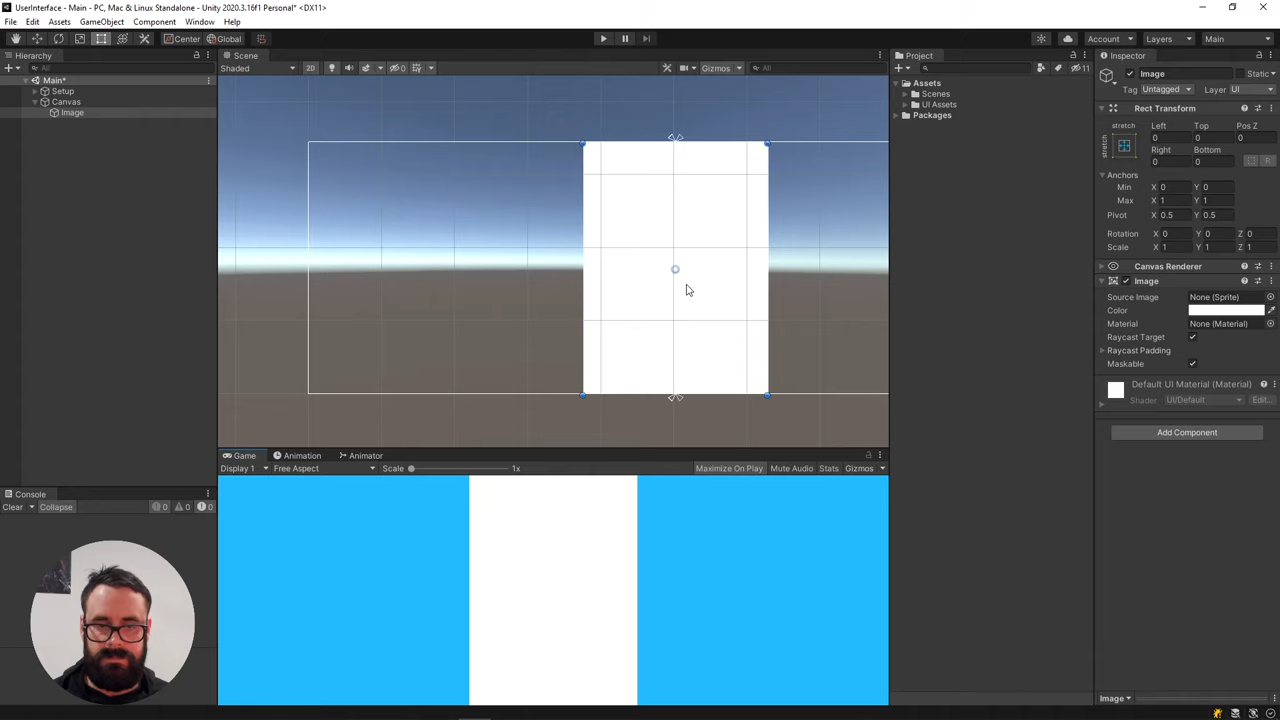 UserInterface - Main - PC, Mac & Linux Standalone - Unity 2020.3.16f1 Personal* <DX11>
File Edit Assets GameObject Component Window Help
Center Global Account Layers Main
Hierarchy
All
Main*
Setup
Canvas
Image
Scene
Shaded 2D 0 Gizmos All
Project
11
Assets
Scenes
UI Assets
Packages
Inspector
Image Static
Tag Untagged Layer UI
Rect Transform
stretch Left Top Pos Z
stretch 0 0 0
Right Bottom
0 0 R
Anchors
Min X 0 Y 0
Max X 1 Y 1
Pivot X 0.5 Y 0.5
Rotation X 0 Y 0 Z 0
Scale X 1 Y 1 Z 1
Canvas Renderer
Image
Source Image None (Sprite)
Color
Material None (Material)
Raycast Target
Raycast Padding
Maskable
Default UI Material (Material)
Shader UI/Default Edit...
Add Component
Game Animation Animator
Display 1 Free Aspect Scale 1x Maximize On Play Mute Audio Stats Gizmos
Console
Clear Collapse 0 0 0
Image